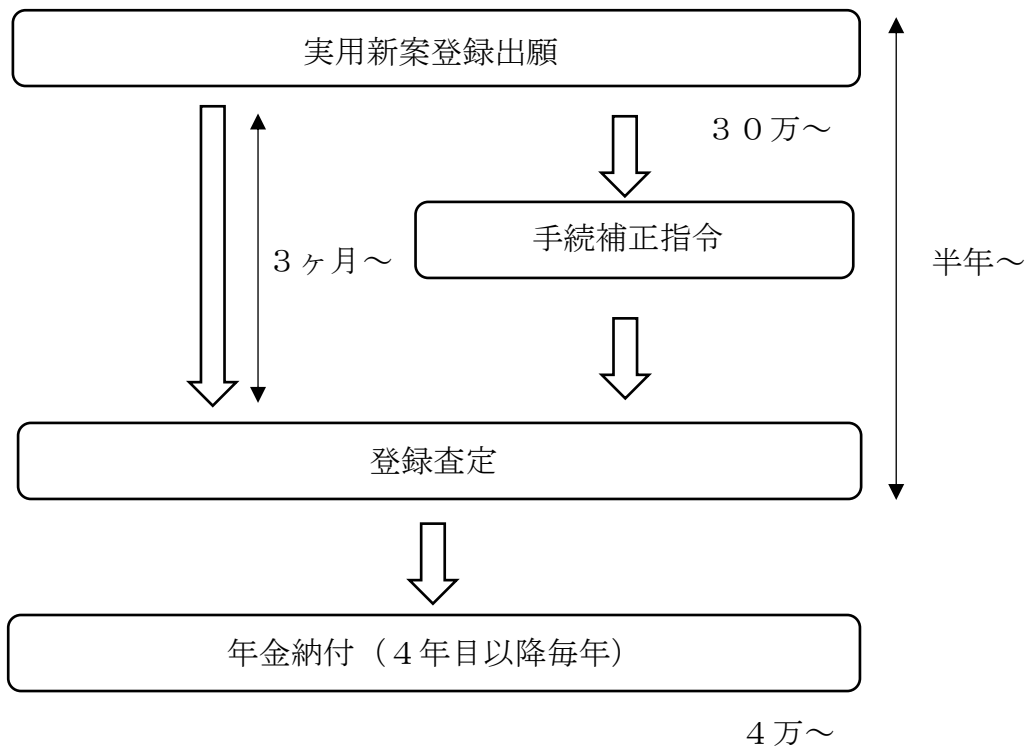 実用新案登録出願
３０万～
手続補正指令
３ヶ月～
半年～
登録査定
年金納付（４年目以降毎年）
４万～